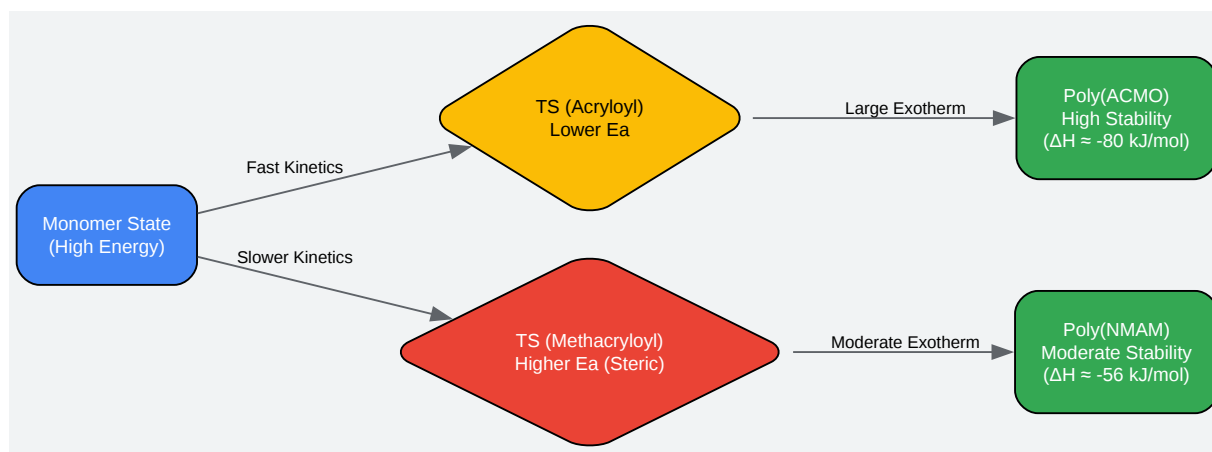 Monomer State
(High Energy)
Fast Kinetics
Slower Kinetics
TS (Acryloyl)
Lower Ea
Large Exotherm
Poly(ACMO)
High Stability
(ΔH ≈ -80 kJ/mol)
TS (Methacryloyl)
Higher Ea (Steric)
Moderate Exotherm
Poly(NMAM)
Moderate Stability
(ΔH ≈ -56 kJ/mol)